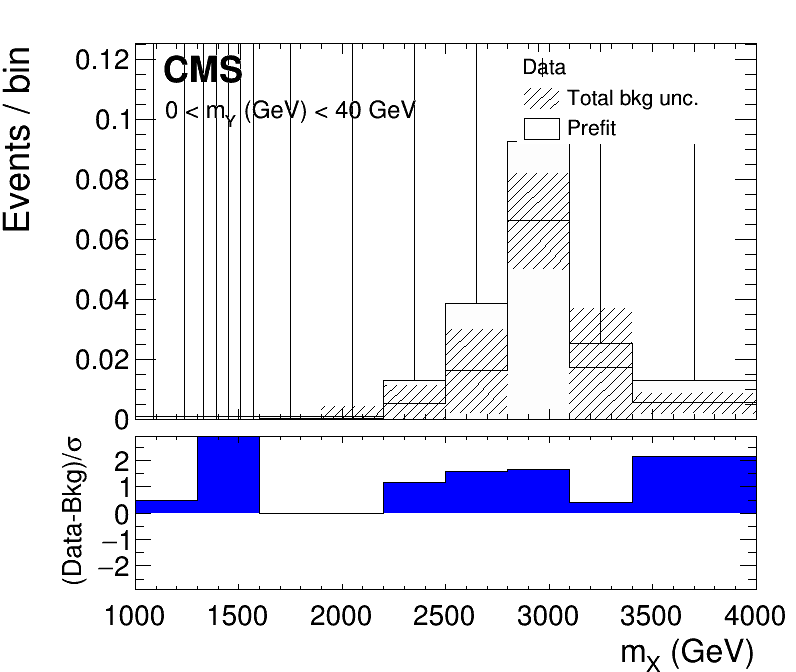 CMS
0 < mY (GeV) < 40 GeV
Data
Total bkg unc.
Prefit
Events / bin
0.12
0.1
0.08
0.06
0.04
0.02
0
(Data-Bkg)/σ
2
1
0
−1
−2
1000 1500 2000 2500 3000 3500 4000
mX (GeV)